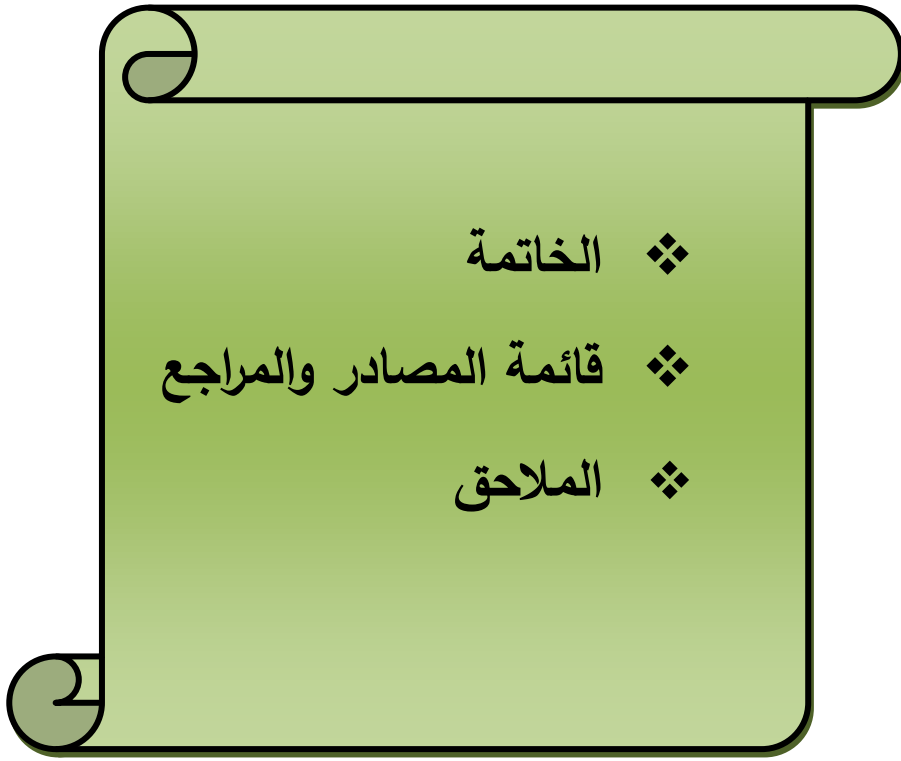 ❖ الخاتمة
❖ قائمة المصادر والمراجع
❖ الملاحق